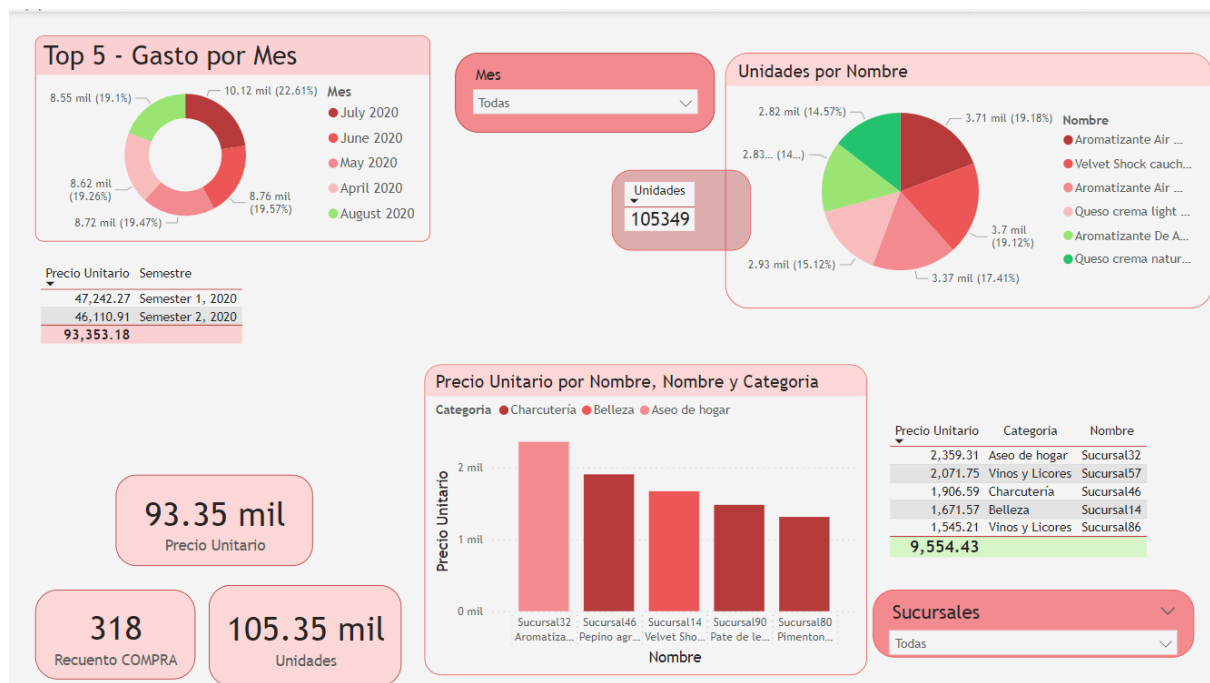 Top 5 - Gasto por Mes
8.55 mil (19.1%)
10.12 mil (22.61%)
8.62 mil
(19.26%)
8.76 mil
(19.57%)
8.72 mil (19.47%)
Mes
July 2020
June 2020
May 2020
April 2020
August 2020
Mes
Todas
Unidades
105349
Unidades por Nombre
2.82 mil (14.57%)
3.71 mil (19.18%)
2.83... (14...)
3.7 mil
(19.12%)
2.93 mil (15.12%)
3.37 mil (17.41%)
Nombre
Aromatizante Air ...
Velvet Shock cauch...
Aromatizante Air ...
Queso crema light ...
Aromatizante De A...
Queso crema natur...
Precio Unitario Semestre
47,242.27 Semester 1, 2020
46,110.91 Semester 2, 2020
93,353.18
Precio Unitario por Nombre, Nombre y Categoria
Categoria Charcutería Belleza Aseo de hogar
Precio Unitario
2 mil
1 mil
0 mil
Sucursal32 Sucursal46 Sucursal14 Sucursal90 Sucursal80
Aromatiza... Pepino agr... Velvet Sho... Pate de le... Pimenton...
Nombre
Precio Unitario Categoria Nombre
2,359.31 Aseo de hogar Sucursal32
2,071.75 Vinos y Licores Sucursal57
1,906.59 Charcutería Sucursal46
1,671.57 Belleza Sucursal14
1,545.21 Vinos y Licores Sucursal86
9,554.43
93.35 mil
Precio Unitario
318
Recuento COMPRA
105.35 mil
Unidades
Sucursales
Todas